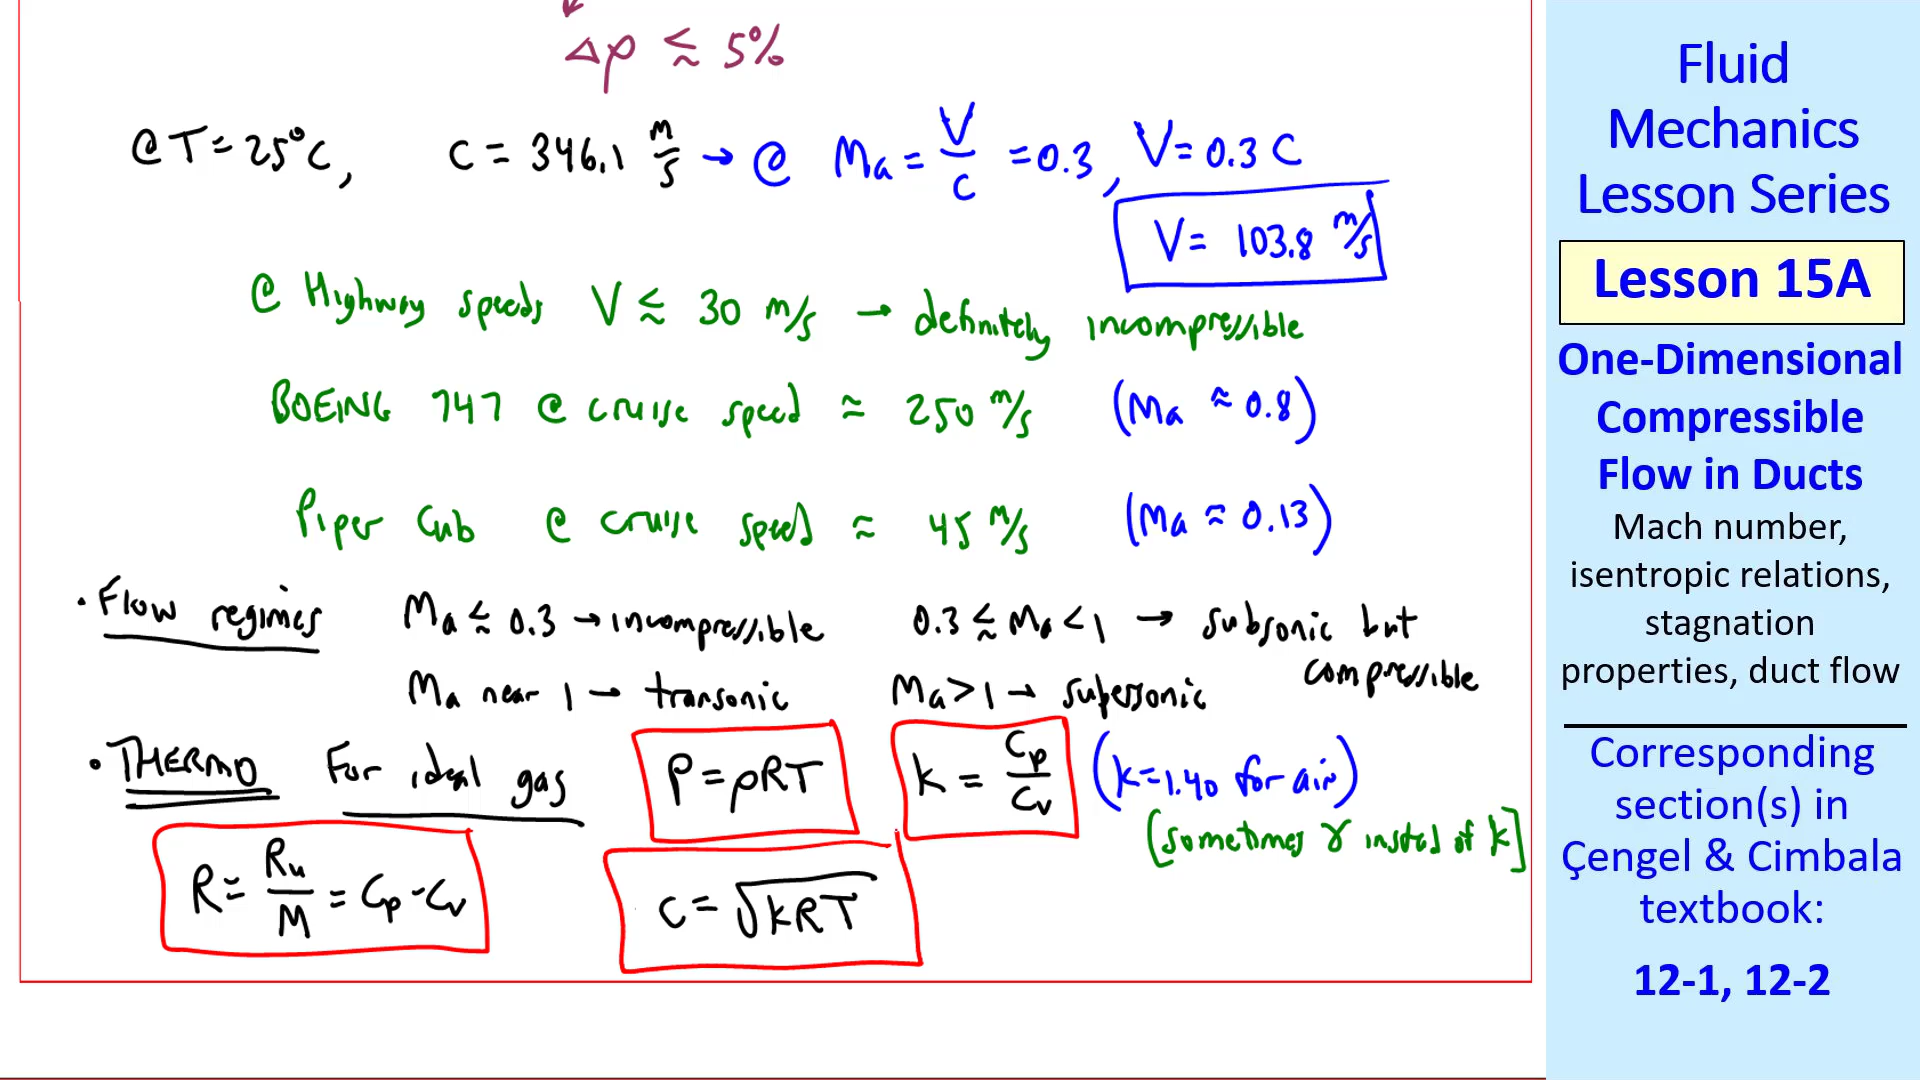 Δρ ≲ 5%
@ T = 25°C, c = 346.1 m/s → @ Ma = V/c = 0.3, V = 0.3 c
V = 103.8 m/s
@ Highway speeds V ≲ 30 m/s → definitely incompressible
BOEING 747 @ cruise speed ≈ 250 m/s (Ma ≈ 0.8)
Piper Cub @ cruise speed ≈ 45 m/s (Ma ≈ 0.13)
• Flow regimes Ma ≲ 0.3 → incompressible 0.3 ≲ Ma < 1 → subsonic but compressible
Ma near 1 → transonic Ma > 1 → supersonic
• THERMO For ideal gas P = ρRT k = Cp/Cv (k = 1.40 for air)
[sometimes γ instead of k]
R = Ru/M = Cp - Cv c = √kRT
Fluid
Mechanics
Lesson Series
Lesson 15A
One-Dimensional
Compressible
Flow in Ducts
Mach number,
isentropic relations,
stagnation
properties, duct flow
Corresponding
section(s) in
Çengel & Cimbala
textbook:
12-1, 12-2